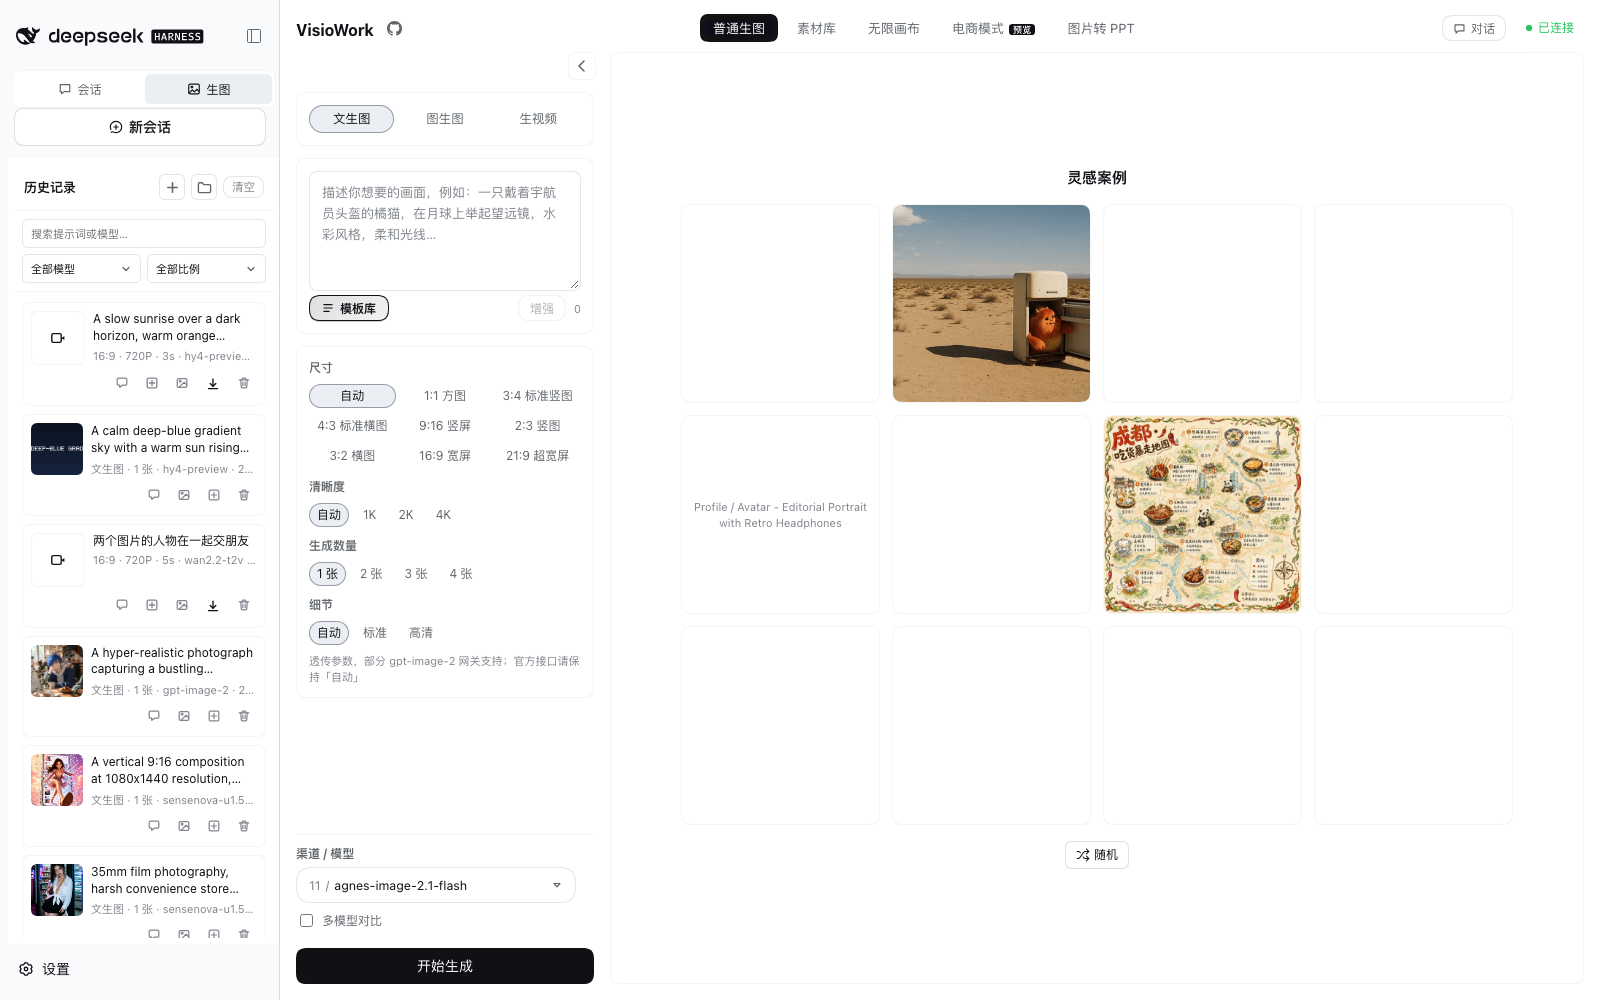 deepseek HARNESS
会话
生图
新会话
历史记录
清空
搜索提示词或模型...
全部模型
全部比例
A slow sunrise over a dark
horizon, warm orange...
16:9 · 720P · 3s · hy4-previe...
A calm deep-blue gradient
sky with a warm sun rising...
文生图 · 1 张 · hy4-preview · 2...
两个图片的人物在一起交朋友
16:9 · 720P · 5s · wan2.2-t2v ...
A hyper-realistic photograph
capturing a bustling...
文生图 · 1 张 · gpt-image-2 · 2...
A vertical 9:16 composition
at 1080x1440 resolution,...
文生图 · 1 张 · sensenova-u1.5...
35mm film photography,
harsh convenience store...
文生图 · 1 张 · sensenova-u1.5...
设置
VisioWork
普通生图
素材库
无限画布
电商模式 预览
图片转 PPT
对话
已连接
文生图
图生图
生视频
描述你想要的画面，例如：一只戴着宇航
员头盔的橘猫，在月球上举起望远镜，水
彩风格，柔和光线...
模板库
增强
0
尺寸
自动
1:1 方图
3:4 标准竖图
4:3 标准横图
9:16 竖屏
2:3 竖图
3:2 横图
16:9 宽屏
21:9 超宽屏
清晰度
自动
1K
2K
4K
生成数量
1 张
2 张
3 张
4 张
细节
自动
标准
高清
透传参数，部分 gpt-image-2 网关支持；官方接口请保
持「自动」
渠道 / 模型
11 / agnes-image-2.1-flash
多模型对比
开始生成
灵感案例
Profile / Avatar - Editorial Portrait
with Retro Headphones
成都
吃货暴走地图
随机